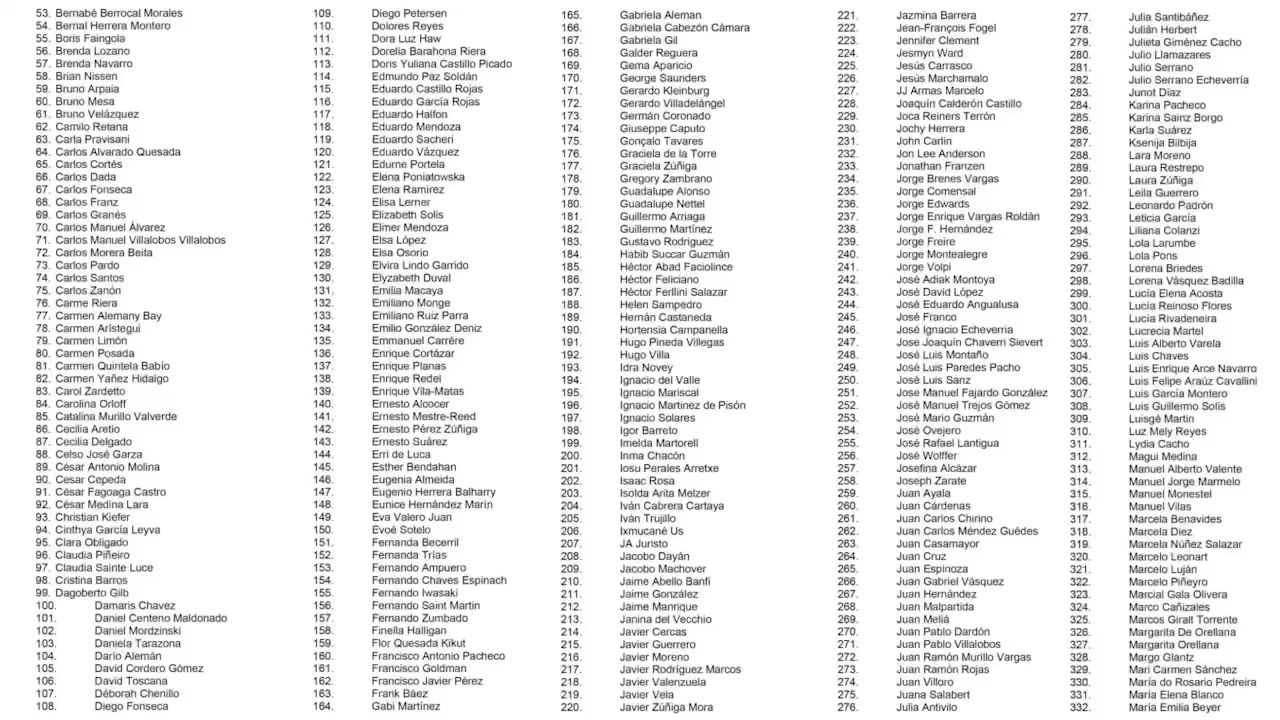 53. Bernabé Berrocal Morales
54. Bernal Herrera Montero
55. Boris Faingola
56. Brenda Lozano
57. Brenda Navarro
58. Brian Nissen
59. Bruno Arpaia
60. Bruno Mesa
61. Bruno Velázquez
62. Camilo Retana
63. Carla Pravisani
64. Carlos Alvarado Quesada
65. Carlos Cortés
66. Carlos Dada
67. Carlos Fonseca
68. Carlos Franz
69. Carlos Granés
70. Carlos Manuel Álvarez
71. Carlos Manuel Villalobos Villalobos
72. Carlos Morera Beita
73. Carlos Pardo
74. Carlos Santos
75. Carlos Zanón
76. Carme Riera
77. Carmen Alemany Bay
78. Carmen Aristegui
79. Carmen Limón
80. Carmen Posada
81. Carmen Quintela Babío
82. Carmen Yañez Hidalgo
83. Carol Zardetto
84. Carolina Orloff
85. Catalina Murillo Valverde
86. Cecilia Aretio
87. Cecilia Delgado
88. Celso José Garza
89. César Antonio Molina
90. Cesar Cepeda
91. César Fagoaga Castro
92. César Medina Lara
93. Christian Kiefer
94. Cinthya García Leyva
95. Clara Obligado
96. Claudia Piñeiro
97. Claudia Sainte Luce
98. Cristina Barros
99. Dagoberto Gilb
100. Damaris Chavez
101. Daniel Centeno Maldonado
102. Daniel Mordzinski
103. Daniela Tarazona
104. Darío Alemán
105. David Cordero Gómez
106. David Toscana
107. Déborah Chenillo
108. Diego Fonseca
109. Diego Petersen
110. Dolores Reyes
111. Dora Luz Haw
112. Dorelia Barahona Riera
113. Doris Yuliana Castillo Picado
114. Edmundo Paz Soldán
115. Eduardo Castillo Rojas
116. Eduardo García Rojas
117. Eduardo Halfon
118. Eduardo Mendoza
119. Eduardo Sacheri
120. Eduardo Vázquez
121. Edurne Portela
122. Elena Poniatowska
123. Elena Ramirez
124. Elisa Lerner
125. Elizabeth Solis
126. Elmer Mendoza
127. Elsa López
128. Elsa Osorio
129. Elvira Lindo Garrido
130. Elyzabeth Duval
131. Emilia Macaya
132. Emiliano Monge
133. Emiliano Ruiz Parra
134. Emilio González Deniz
135. Emmanuel Carrére
136. Enrique Cortázar
137. Enrique Planas
138. Enrique Redel
139. Enrique Vila-Matas
140. Ernesto Alcocer
141. Ernesto Mestre-Reed
142. Ernesto Pérez Zúñiga
143. Ernesto Suárez
144. Erri de Luca
145. Esther Bendahan
146. Eugenia Almeida
147. Eugenio Herrera Balharry
148. Eunice Hernández Marín
149. Eva Valero Juan
150. Evoé Sotelo
151. Fernanda Becerril
152. Fernanda Trías
153. Fernando Ampuero
154. Fernando Chaves Espinach
155. Fernando Iwasaki
156. Fernando Saint Martin
157. Fernando Zumbado
158. Finella Halligan
159. Flor Quesada Kikut
160. Francisco Antonio Pacheco
161. Francisco Goldman
162. Francisco Javier Pérez
163. Frank Báez
164. Gabi Martínez
165. Gabriela Aleman
166. Gabriela Cabezón Cámara
167. Gabriela Gil
168. Galder Reguera
169. Gema Aparicio
170. George Saunders
171. Gerardo Kleinburg
172. Gerardo Villadelángel
173. Germán Coronado
174. Giuseppe Caputo
175. Gonçalo Tavares
176. Graciela de la Torre
177. Graciela Zúñiga
178. Gregory Zambrano
179. Guadalupe Alonso
180. Guadalupe Nettel
181. Guillermo Arriaga
182. Guillermo Martínez
183. Gustavo Rodriguez
184. Habib Succar Guzmán
185. Héctor Abad Faciolince
186. Héctor Feliciano
187. Héctor Ferllini Salazar
188. Helen Sampedro
189. Hernán Castaneda
190. Hortensia Campanella
191. Hugo Pineda Villegas
192. Hugo Villa
193. Idra Novey
194. Ignacio del Valle
195. Ignacio Mariscal
196. Ignacio Martinez de Pisón
197. Ignacio Solares
198. Igor Barreto
199. Imelda Martorell
200. Inma Chacón
201. Iosu Perales Arretxe
202. Isaac Rosa
203. Isolda Arita Melzer
204. Iván Cabrera Cartaya
205. Iván Trujillo
206. Ixmucané Us
207. JA Juristo
208. Jacobo Dayán
209. Jacobo Machover
210. Jaime Abello Banfi
211. Jaime González
212. Jaime Manrique
213. Janina del Vecchio
214. Javier Cercas
215. Javier Guerrero
216. Javier Moreno
217. Javier Rodríguez Marcos
218. Javier Valenzuela
219. Javier Vela
220. Javier Zúñiga Mora
221. Jazmina Barrera
222. Jean-François Fogel
223. Jennifer Clement
224. Jesmyn Ward
225. Jesús Carrasco
226. Jesús Marchamalo
227. JJ Armas Marcelo
228. Joaquín Calderón Castillo
229. Joca Reiners Terrón
230. Jochy Herrera
231. John Carlin
232. Jon Lee Anderson
233. Jonathan Franzen
234. Jorge Brenes Vargas
235. Jorge Comensal
236. Jorge Edwards
237. Jorge Enrique Vargas Roldán
238. Jorge F. Hernández
239. Jorge Freire
240. Jorge Montealegre
241. Jorge Volpi
242. José Adiak Montoya
243. José David López
244. José Eduardo Angualusa
245. José Franco
246. José Ignacio Echeverria
247. Jose Joaquín Chaverri Sievert
248. José Luis Montaño
249. José Luis Paredes Pacho
250. José Luis Sanz
251. Jose Manuel Fajardo González
252. José Manuel Trejos Gómez
253. José Mario Guzmán
254. José Ovejero
255. José Rafael Lantigua
256. José Wolffer
257. Josefina Alcázar
258. Joseph Zarate
259. Juan Ayala
260. Juan Cárdenas
261. Juan Carlos Chirino
262. Juan Carlos Méndez Guédes
263. Juan Casamayor
264. Juan Cruz
265. Juan Espinoza
266. Juan Gabriel Vásquez
267. Juan Hernández
268. Juan Malpartida
269. Juan Meliá
270. Juan Pablo Dardón
271. Juan Pablo Villalobos
272. Juan Ramón Murillo Vargas
273. Juan Ramón Rojas
274. Juan Villoro
275. Juana Salabert
276. Julia Antivilo
277. Julia Santibáñez
278. Julián Herbert
279. Julieta Giménez Cacho
280. Julio Llamazares
281. Julio Serrano
282. Julio Serrano Echeverría
283. Junot Díaz
284. Karina Pacheco
285. Karina Sainz Borgo
286. Karla Suárez
287. Ksenija Bilbija
288. Lara Moreno
289. Laura Restrepo
290. Laura Zúñiga
291. Leila Guerrero
292. Leonardo Padrón
293. Leticia García
294. Liliana Colanzi
295. Lola Larumbe
296. Lola Pons
297. Lorena Briedes
298. Lorena Vásquez Badilla
299. Lucía Elena Acosta
300. Lucía Reinoso Flores
301. Lucía Rivadeneira
302. Lucrecia Martel
303. Luis Alberto Varela
304. Luis Chaves
305. Luis Enrique Arce Navarro
306. Luis Felipe Araúz Cavallini
307. Luis García Montero
308. Luis Guillermo Solís
309. Luisgé Martin
310. Luz Mely Reyes
311. Lydia Cacho
312. Magui Medina
313. Manuel Alberto Valente
314. Manuel Jorge Marmelo
315. Manuel Monestel
316. Manuel Vilas
317. Marcela Benavides
318. Marcela Diez
319. Marcela Núñez Salazar
320. Marcelo Leonart
321. Marcelo Luján
322. Marcelo Piñeyro
323. Marcial Gala Olivera
324. Marco Cañizales
325. Marcos Giralt Torrente
326. Margarita De Orellana
327. Margarita Orellana
328. Margo Glantz
329. Mari Carmen Sánchez
330. María do Rosario Pedreira
331. María Elena Blanco
332. María Emilia Beyer